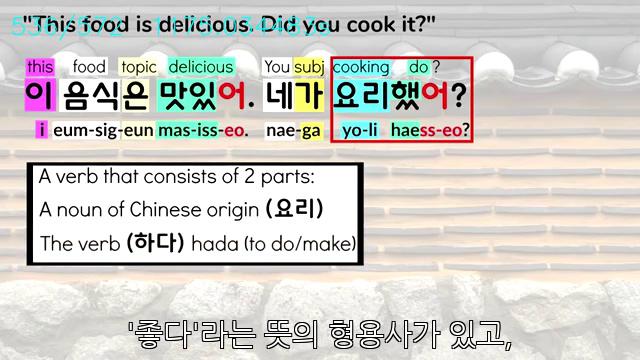 "This food is delicious. Did you cook it?"
this food topic delicious You subj cooking do ?
이 음식은 맛있어. 네가 요리했어?
i eum-sig-eun mas-iss-eo. nae-ga yo-li haess-eo?
A verb that consists of 2 parts:
A noun of Chinese origin (요리)
The verb (하다) hada (to do/make)
'좋다'라는 뜻의 형용사가 있고,